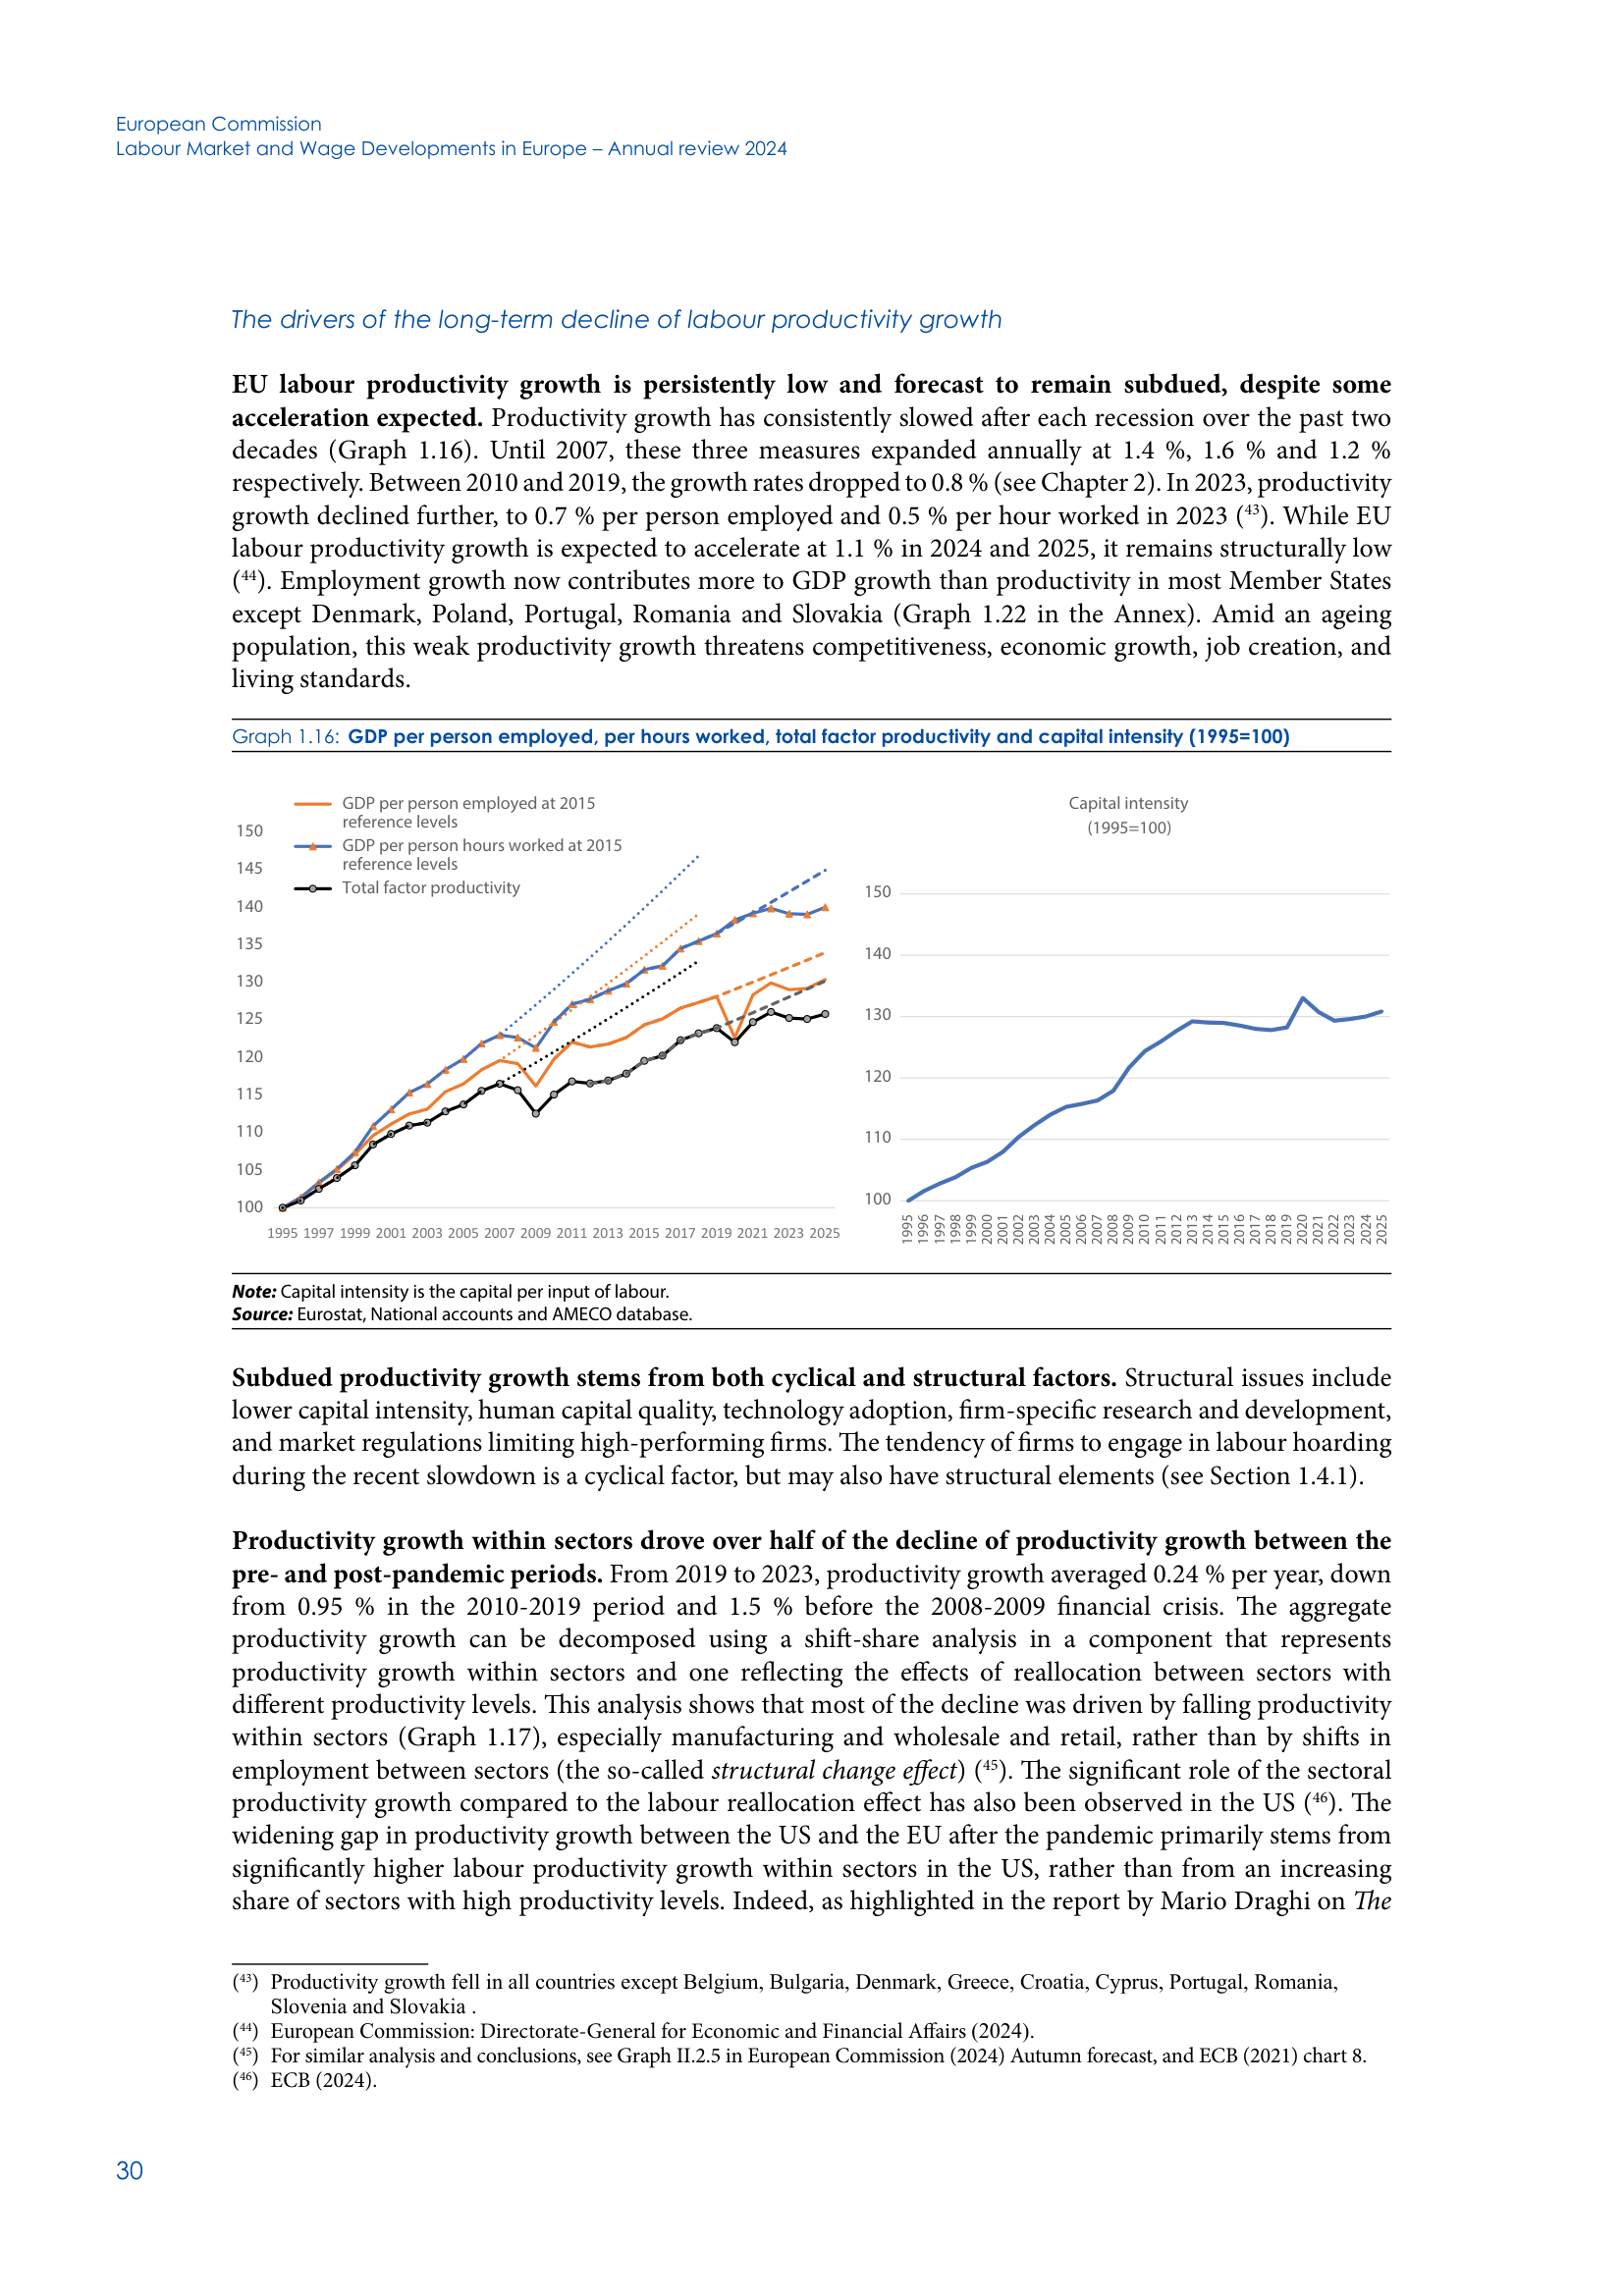 European Commission
Labour Market and Wage Developments in Europe – Annual review 2024
The drivers of the long-term decline of labour productivity growth
EU labour productivity growth is persistently low and forecast to remain subdued, despite some
acceleration expected. Productivity growth has consistently slowed after each recession over the past two
decades (Graph 1.16). Until 2007, these three measures expanded annually at 1.4 %, 1.6 % and 1.2 %
respectively. Between 2010 and 2019, the growth rates dropped to 0.8 % (see Chapter 2). In 2023, productivity
growth declined further, to 0.7 % per person employed and 0.5 % per hour worked in 2023 (43). While EU
labour productivity growth is expected to accelerate at 1.1 % in 2024 and 2025, it remains structurally low
(44). Employment growth now contributes more to GDP growth than productivity in most Member States
except Denmark, Poland, Portugal, Romania and Slovakia (Graph 1.22 in the Annex). Amid an ageing
population, this weak productivity growth threatens competitiveness, economic growth, job creation, and
living standards.
Graph 1.16: GDP per person employed, per hours worked, total factor productivity and capital intensity (1995=100)
GDP per person employed at 2015
reference levels
GDP per person hours worked at 2015
reference levels
Total factor productivity
150
145
140
135
130
125
120
115
110
105
100
1995 1997 1999 2001 2003 2005 2007 2009 2011 2013 2015 2017 2019 2021 2023 2025
Capital intensity
(1995=100)
150
140
130
120
110
100
1995 1996 1997 1998 1999 2000 2001 2002 2003 2004 2005 2006 2007 2008 2009 2010 2011 2012 2013 2014 2015 2016 2017 2018 2019 2020 2021 2022 2023 2024 2025
Note: Capital intensity is the capital per input of labour.
Source: Eurostat, National accounts and AMECO database.
Subdued productivity growth stems from both cyclical and structural factors. Structural issues include
lower capital intensity, human capital quality, technology adoption, firm-specific research and development,
and market regulations limiting high-performing firms. The tendency of firms to engage in labour hoarding
during the recent slowdown is a cyclical factor, but may also have structural elements (see Section 1.4.1).
Productivity growth within sectors drove over half of the decline of productivity growth between the
pre- and post-pandemic periods. From 2019 to 2023, productivity growth averaged 0.24 % per year, down
from 0.95 % in the 2010-2019 period and 1.5 % before the 2008-2009 financial crisis. The aggregate
productivity growth can be decomposed using a shift-share analysis in a component that represents
productivity growth within sectors and one reflecting the effects of reallocation between sectors with
different productivity levels. This analysis shows that most of the decline was driven by falling productivity
within sectors (Graph 1.17), especially manufacturing and wholesale and retail, rather than by shifts in
employment between sectors (the so-called structural change effect) (45). The significant role of the sectoral
productivity growth compared to the labour reallocation effect has also been observed in the US (46). The
widening gap in productivity growth between the US and the EU after the pandemic primarily stems from
significantly higher labour productivity growth within sectors in the US, rather than from an increasing
share of sectors with high productivity levels. Indeed, as highlighted in the report by Mario Draghi on The
(43) Productivity growth fell in all countries except Belgium, Bulgaria, Denmark, Greece, Croatia, Cyprus, Portugal, Romania,
Slovenia and Slovakia .
(44) European Commission: Directorate-General for Economic and Financial Affairs (2024).
(45) For similar analysis and conclusions, see Graph II.2.5 in European Commission (2024) Autumn forecast, and ECB (2021) chart 8.
(46) ECB (2024).
30